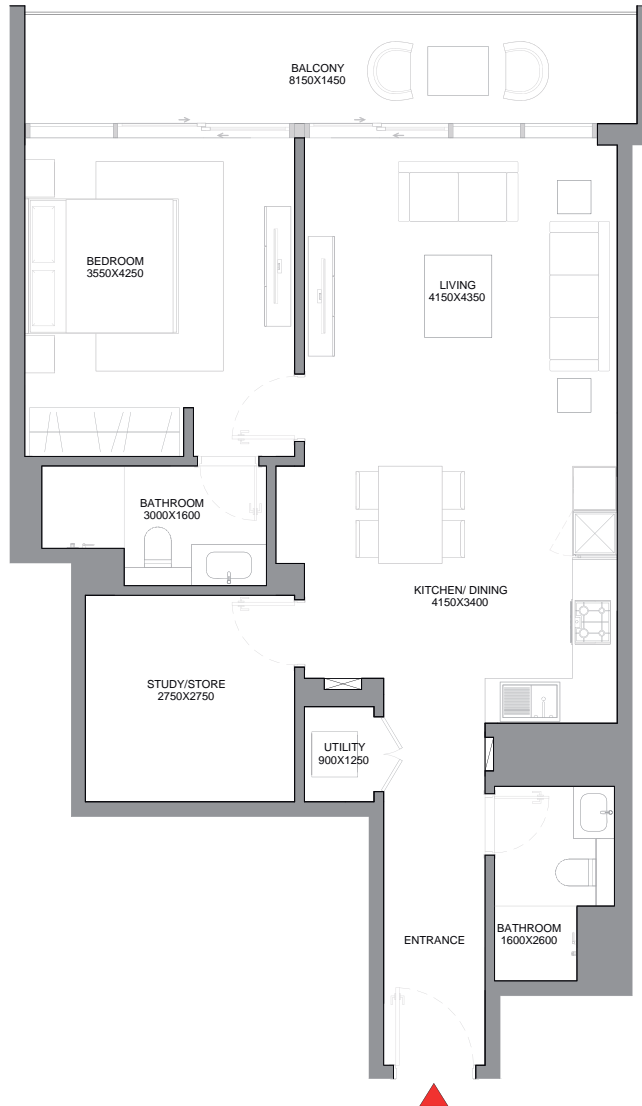 BALCONY
8150X1450
BEDROOM
3550X4250
LIVING
4150X4350
BATHROOM
3000X1600
KITCHEN/ DINING
4150X3400
STUDY/STORE
2750X2750
UTILITY
900X1250
BATHROOM
1600X2600
ENTRANCE